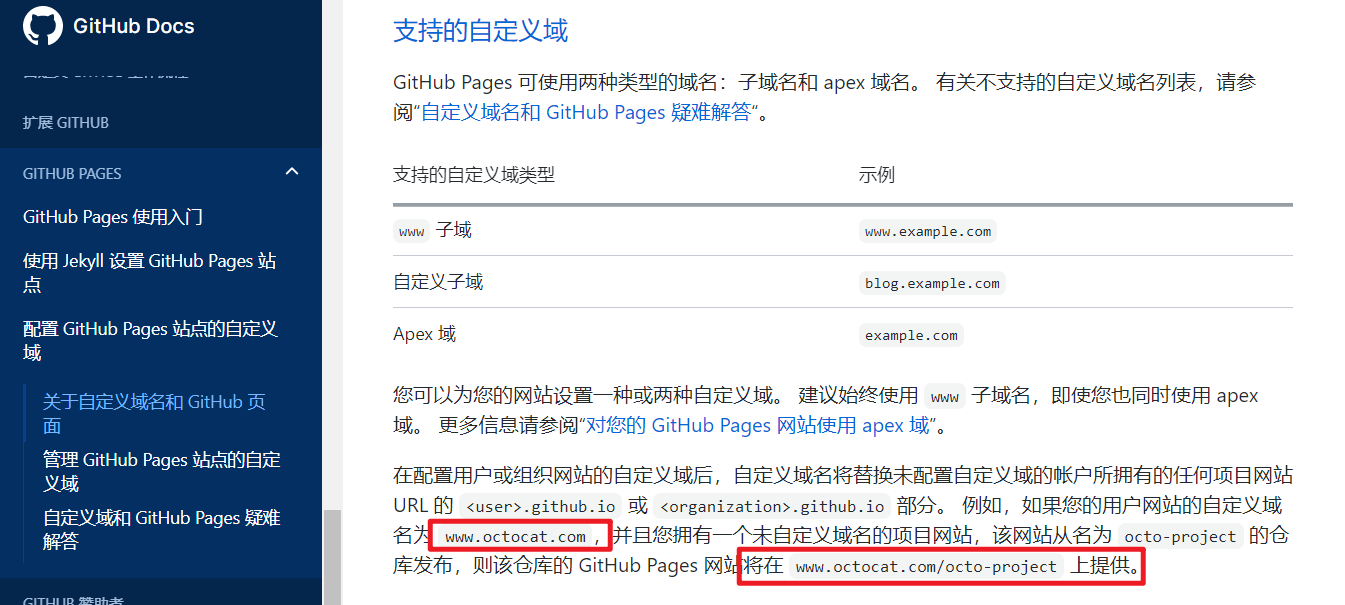 GitHub Docs
扩展 GITHUB
GITHUB PAGES
GitHub Pages 使用入门
使用 Jekyll 设置 GitHub Pages 站
点
配置 GitHub Pages 站点的自定义
域
关于自定义域名和 GitHub 页
面
管理 GitHub Pages 站点的自定
义域
自定义域和 GitHub Pages 疑难
解答
GITHUB 赞助者
支持的自定义域
GitHub Pages 可使用两种类型的域名：子域名和 apex 域名。 有关不支持的自定义域名列表，请参
阅“自定义域名和 GitHub Pages 疑难解答”。
支持的自定义域类型 示例
www 子域 www.example.com
自定义子域 blog.example.com
Apex 域 example.com
您可以为您的网站设置一种或两种自定义域。 建议始终使用 www 子域名，即使您也同时使用 apex
域。 更多信息请参阅“对您的 GitHub Pages 网站使用 apex 域”。
在配置用户或组织网站的自定义域后，自定义域名将替换未配置自定义域的帐户所拥有的任何项目网站
URL 的 <user>.github.io 或 <organization>.github.io 部分。 例如，如果您的用户网站的自定义域
名为 www.octocat.com ，并且您拥有一个未自定义域名的项目网站，该网站从名为 octo-project 的仓
库发布，则该仓库的 GitHub Pages 网站将在 www.octocat.com/octo-project 上提供。